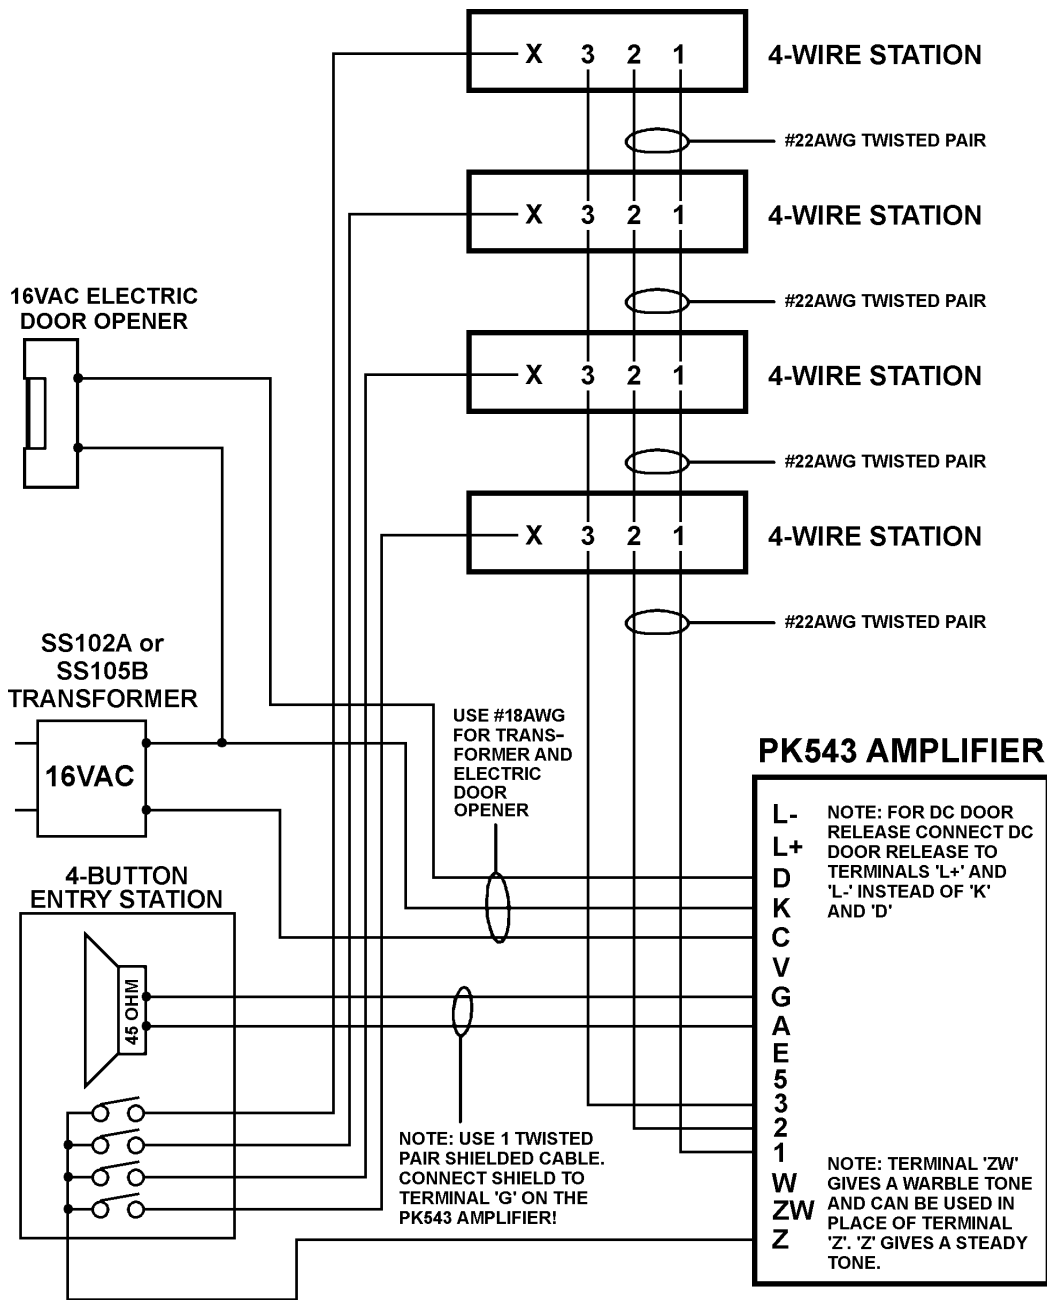 X 3 2 1
4-WIRE STATION
#22AWG TWISTED PAIR
X 3 2 1
4-WIRE STATION
#22AWG TWISTED PAIR
16VAC ELECTRIC
DOOR OPENER
X 3 2 1
4-WIRE STATION
#22AWG TWISTED PAIR
X 3 2 1
4-WIRE STATION
#22AWG TWISTED PAIR
SS102A or
SS105B
TRANSFORMER
16VAC
USE #18AWG
FOR TRANS-
FORMER AND
ELECTRIC
DOOR
OPENER
4-BUTTON
ENTRY STATION
45 OHM
NOTE: USE 1 TWISTED
PAIR SHIELDED CABLE.
CONNECT SHIELD TO
TERMINAL 'G' ON THE
PK543 AMPLIFIER!
PK543 AMPLIFIER
L-
L+
D
K
C
V
G
A
E
5
3
2
1
W
ZW
Z
NOTE: FOR DC DOOR
RELEASE CONNECT DC
DOOR RELEASE TO
TERMINALS 'L+' AND
'L-' INSTEAD OF 'K'
AND 'D'
NOTE: TERMINAL 'ZW'
GIVES A WARBLE TONE
AND CAN BE USED IN
PLACE OF TERMINAL
'Z'. 'Z' GIVES A STEADY
TONE.